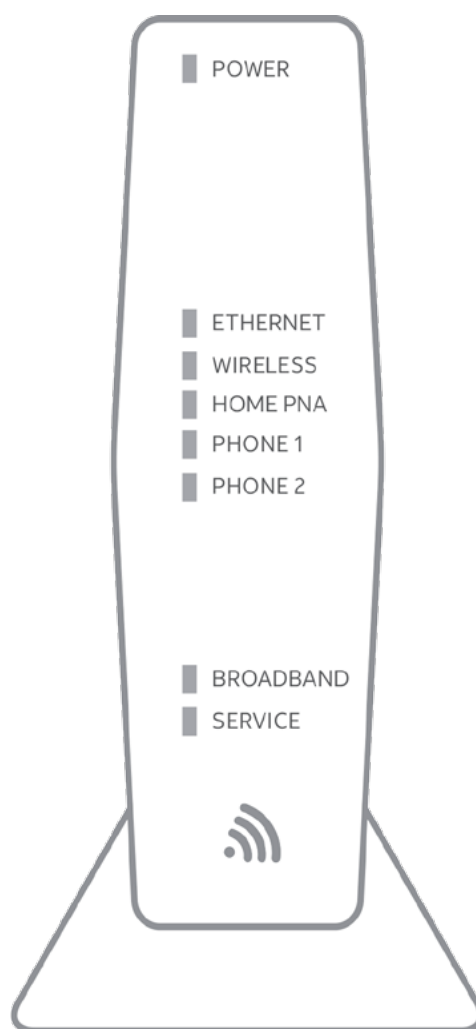 POWER
ETHERNET
WIRELESS
HOME PNA
PHONE 1
PHONE 2
BROADBAND
SERVICE